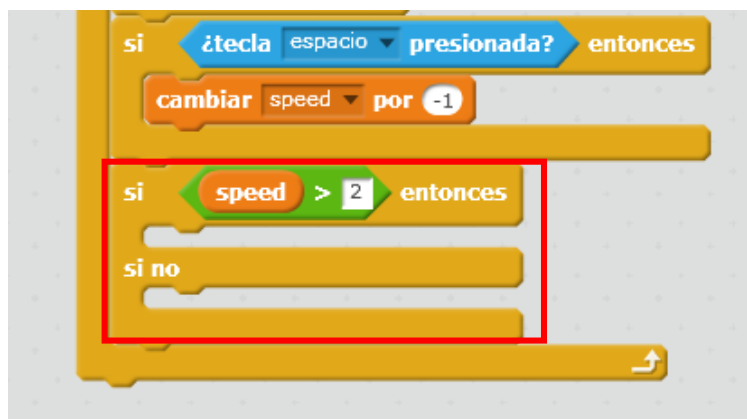 si ¿tecla espacio presionada? entonces
cambiar speed por -1
si speed > 2 entonces
si no